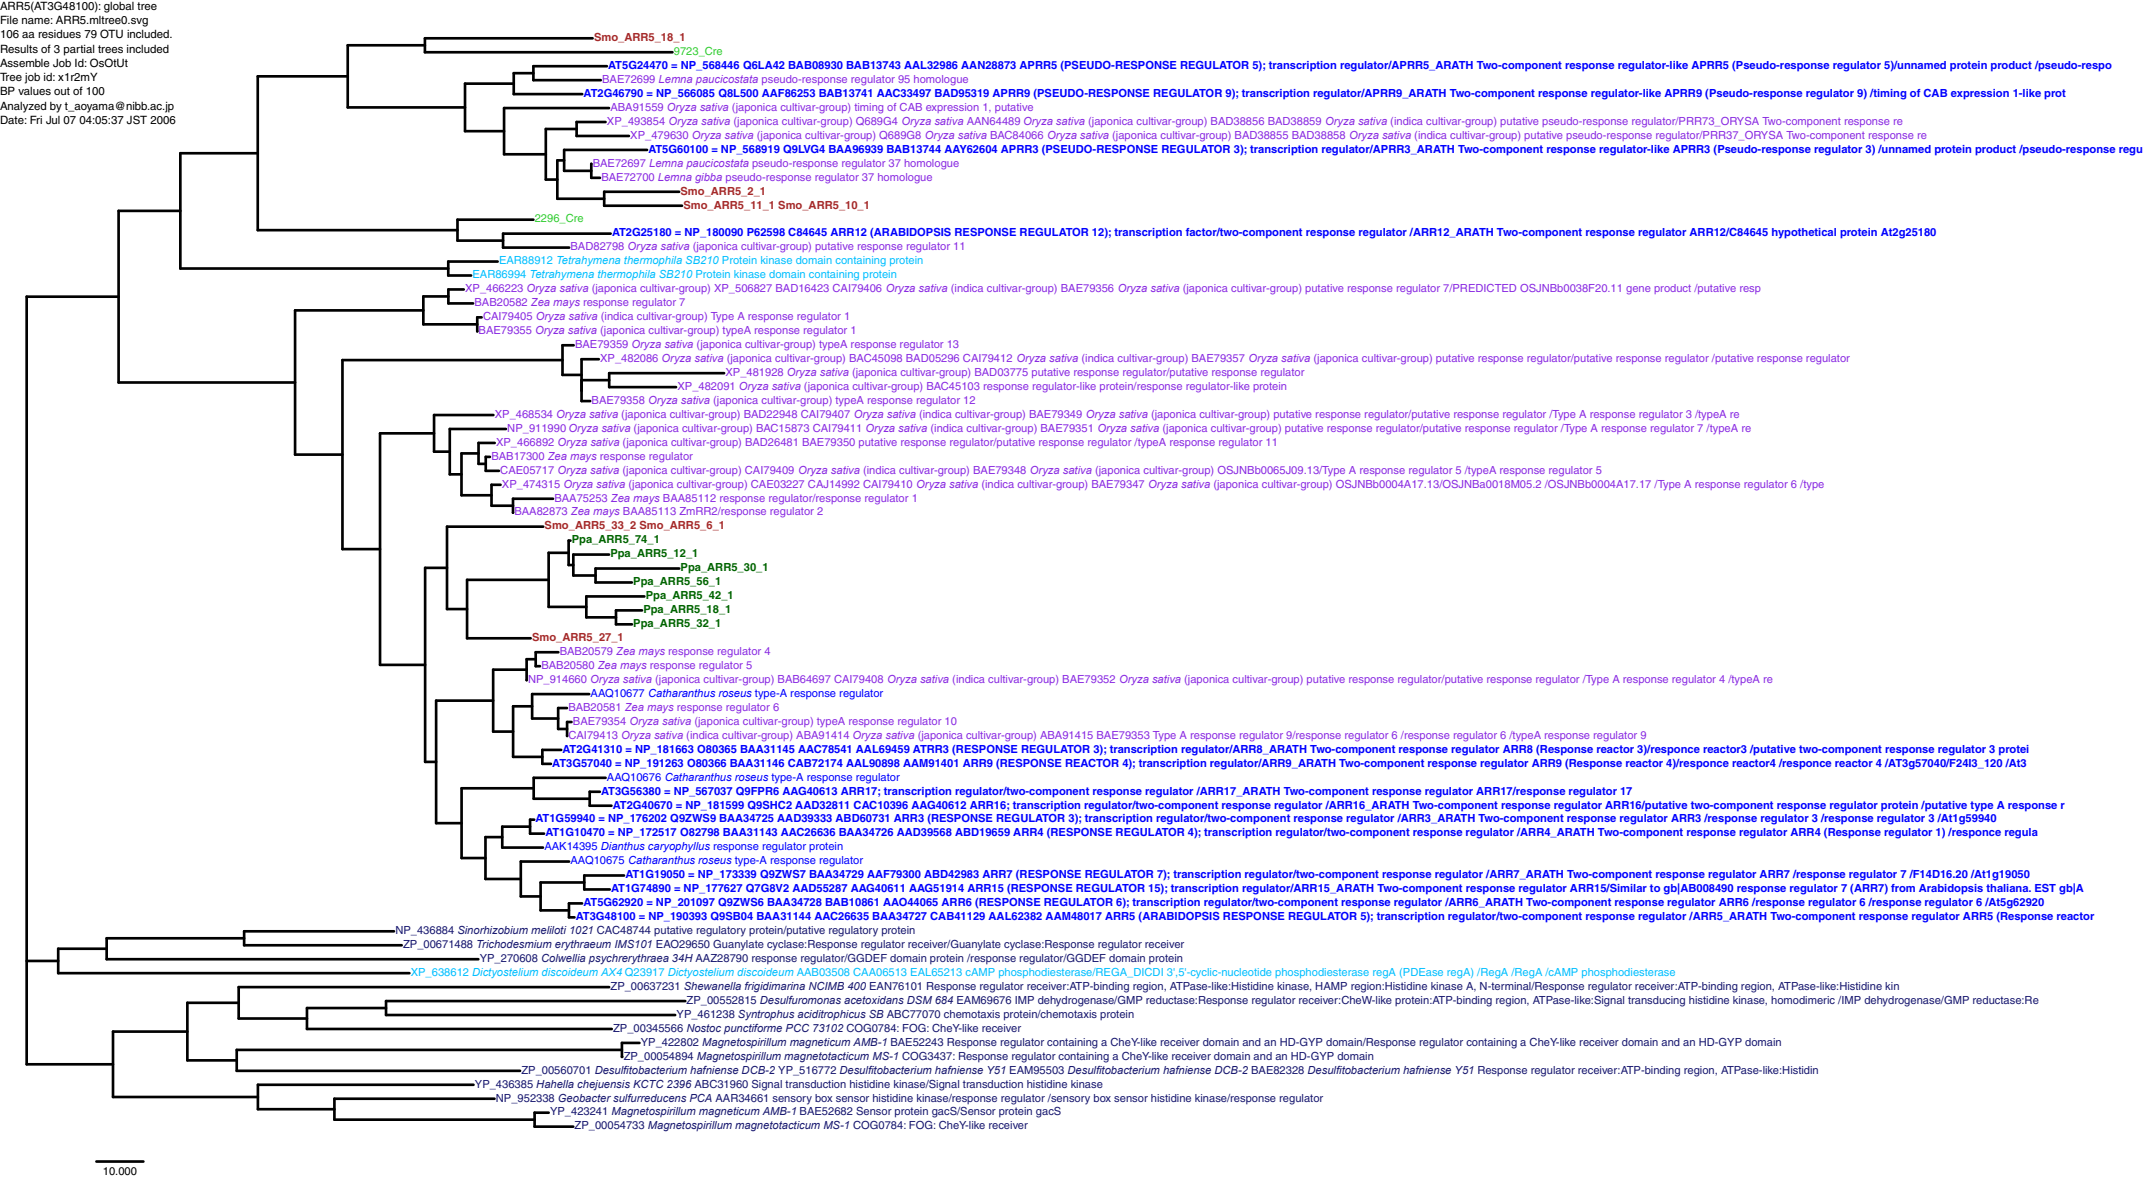 ARR5(AT3G48100): global tree
File name: ARR5.mltree0.svg
106 aa residues 79 OTU included.
Results of 3 partial trees included
Assemble Job Id: OsOtUt
Tree job id: x1r2mY
BP values out of 100
Analyzed by t_aoyama@nibb.ac.jp
Date: Fri Jul 07 04:05:37 JST 2006
Smo_ARR5_18_1
9723_Cre
AT5G24470 = NP_568446 Q6LA42 BAB08930 BAB13743 AAL32986 AAN28873 APRR5 (PSEUDO-RESPONSE REGULATOR 5); transcription regulator/APRR5_ARATH Two-component response regulator-like APRR5 (Pseudo-response regulator 5)/unnamed protein product /pseudo-respo
BAE72699 Lemna paucicostata pseudo-response regulator 95 homologue
AT2G46790 = NP_566085 Q8L500 AAF86253 BAB13741 AAC33497 BAD95319 APRR9 (PSEUDO-RESPONSE REGULATOR 9); transcription regulator/APRR9_ARATH Two-component response regulator-like APRR9 (Pseudo-response regulator 9) /timing of CAB expression 1-like prot
ABA91559 Oryza sativa (japonica cultivar-group) timing of CAB expression 1, putative
XP_493854 Oryza sativa (japonica cultivar-group) Q689G4 Oryza sativa AAN64489 Oryza sativa (japonica cultivar-group) BAD38856 BAD38859 Oryza sativa (indica cultivar-group) putative pseudo-response regulator/PRR73_ORYSA Two-component response re
XP_479630 Oryza sativa (japonica cultivar-group) Q689G8 Oryza sativa BAC84066 Oryza sativa (japonica cultivar-group) BAD38855 BAD38858 Oryza sativa (indica cultivar-group) putative pseudo-response regulator/PRR37_ORYSA Two-component response re
AT5G60100 = NP_568919 Q9LVG4 BAA96939 BAB13744 AAY62604 APRR3 (PSEUDO-RESPONSE REGULATOR 3); transcription regulator/APRR3_ARATH Two-component response regulator-like APRR3 (Pseudo-response regulator 3) /unnamed protein product /pseudo-response regu
BAE72697 Lemna paucicostata pseudo-response regulator 37 homologue
BAE72700 Lemna gibba pseudo-response regulator 37 homologue
Smo_ARR5_2_1
Smo_ARR5_11_1 Smo_ARR5_10_1
2296_Cre
AT2G25180 = NP_180090 P62598 C84645 ARR12 (ARABIDOPSIS RESPONSE REGULATOR 12); transcription factor/two-component response regulator /ARR12_ARATH Two-component response regulator ARR12/C84645 hypothetical protein At2g25180
BAD82798 Oryza sativa (japonica cultivar-group) putative response regulator 11
EAR88912 Tetrahymena thermophila SB210 Protein kinase domain containing protein
EAR86994 Tetrahymena thermophila SB210 Protein kinase domain containing protein
XP_466223 Oryza sativa (japonica cultivar-group) XP_506827 BAD16423 CAI79406 Oryza sativa (indica cultivar-group) BAE79356 Oryza sativa (japonica cultivar-group) putative response regulator 7/PREDICTED OSJNBb0038F20.11 gene product /putative resp
BAB20582 Zea mays response regulator 7
CAI79405 Oryza sativa (indica cultivar-group) Type A response regulator 1
BAE79355 Oryza sativa (japonica cultivar-group) typeA response regulator 1
BAE79359 Oryza sativa (japonica cultivar-group) typeA response regulator 13
XP_482086 Oryza sativa (japonica cultivar-group) BAC45098 BAD05296 CAI79412 Oryza sativa (indica cultivar-group) BAE79357 Oryza sativa (japonica cultivar-group) putative response regulator/putative response regulator /putative response regulator
XP_481928 Oryza sativa (japonica cultivar-group) BAD03775 putative response regulator/putative response regulator
XP_482091 Oryza sativa (japonica cultivar-group) BAC45103 response regulator-like protein/response regulator-like protein
BAE79358 Oryza sativa (japonica cultivar-group) typeA response regulator 12
XP_468534 Oryza sativa (japonica cultivar-group) BAD22948 CAI79407 Oryza sativa (indica cultivar-group) BAE79349 Oryza sativa (japonica cultivar-group) putative response regulator/putative response regulator /Type A response regulator 3 /typeA re
NP_911990 Oryza sativa (japonica cultivar-group) BAC15873 CAI79411 Oryza sativa (indica cultivar-group) BAE79351 Oryza sativa (japonica cultivar-group) putative response regulator/putative response regulator /Type A response regulator 7 /typeA re
XP_466892 Oryza sativa (japonica cultivar-group) BAD26481 BAE79350 putative response regulator/putative response regulator /typeA response regulator 11
BAB17300 Zea mays response regulator
CAE05717 Oryza sativa (japonica cultivar-group) CAI79409 Oryza sativa (indica cultivar-group) BAE79348 Oryza sativa (japonica cultivar-group) OSJNBb0065J09.13/Type A response regulator 5 /typeA response regulator 5
XP_474315 Oryza sativa (japonica cultivar-group) CAE03227 CAJ14992 CAI79410 Oryza sativa (indica cultivar-group) BAE79347 Oryza sativa (japonica cultivar-group) OSJNBb0004A17.13/OSJNBa0018M05.2 /OSJNBb0004A17.17 /Type A response regulator 6 /type
BAA75253 Zea mays BAA85112 response regulator/response regulator 1
BAA82873 Zea mays BAA85113 ZmRR2/response regulator 2
Smo_ARR5_33_2 Smo_ARR5_6_1
Ppa_ARR5_74_1
Ppa_ARR5_12_1
Ppa_ARR5_30_1
Ppa_ARR5_56_1
Ppa_ARR5_42_1
Ppa_ARR5_18_1
Ppa_ARR5_32_1
Smo_ARR5_27_1
BAB20579 Zea mays response regulator 4
BAB20580 Zea mays response regulator 5
NP_914660 Oryza sativa (japonica cultivar-group) BAB64697 CAI79408 Oryza sativa (indica cultivar-group) BAE79352 Oryza sativa (japonica cultivar-group) putative response regulator/putative response regulator /Type A response regulator 4 /typeA re
AAQ10677 Catharanthus roseus type-A response regulator
BAB20581 Zea mays response regulator 6
BAE79354 Oryza sativa (japonica cultivar-group) typeA response regulator 10
CAI79413 Oryza sativa (indica cultivar-group) ABA91414 Oryza sativa (japonica cultivar-group) ABA91415 BAE79353 Type A response regulator 9/response regulator 6 /response regulator 6 /typeA response regulator 9
AT2G41310 = NP_181663 O80365 BAA31145 AAC78541 AAL69459 ATRR3 (RESPONSE REGULATOR 3); transcription regulator/ARR8_ARATH Two-component response regulator ARR8 (Response reactor 3)/responce reactor3 /putative two-component response regulator 3 protei
AT3G57040 = NP_191263 O80366 BAA31146 CAB72174 AAL90898 AAM91401 ARR9 (RESPONSE REACTOR 4); transcription regulator/ARR9_ARATH Two-component response regulator ARR9 (Response reactor 4)/responce reactor4 /responce reactor 4 /AT3g57040/F24I3_120 /At3
AAQ10676 Catharanthus roseus type-A response regulator
AT3G56380 = NP_567037 Q9FPR6 AAG40613 ARR17; transcription regulator/two-component response regulator /ARR17_ARATH Two-component response regulator ARR17/response regulator 17
AT2G40670 = NP_181599 Q9SHC2 AAD32811 CAC10396 AAG40612 ARR16; transcription regulator/two-component response regulator /ARR16_ARATH Two-component response regulator ARR16/putative two-component response regulator protein /putative type A response r
AT1G59940 = NP_176202 Q9ZWS9 BAA34725 AAD39333 ABD60731 ARR3 (RESPONSE REGULATOR 3); transcription regulator/two-component response regulator /ARR3_ARATH Two-component response regulator ARR3 /response regulator 3 /response regulator 3 /At1g59940
AT1G10470 = NP_172517 O82798 BAA31143 AAC26636 BAA34726 AAD39568 ABD19659 ARR4 (RESPONSE REGULATOR 4); transcription regulator/two-component response regulator /ARR4_ARATH Two-component response regulator ARR4 (Response regulator 1) /responce regula
AAK14395 Dianthus caryophyllus response regulator protein
AAQ10675 Catharanthus roseus type-A response regulator
AT1G19050 = NP_173339 Q9ZWS7 BAA34729 AAF79300 ABD42983 ARR7 (RESPONSE REGULATOR 7); transcription regulator/two-component response regulator /ARR7_ARATH Two-component response regulator ARR7 /response regulator 7 /F14D16.20 /At1g19050
AT1G74890 = NP_177627 Q7G8V2 AAD55287 AAG40611 AAG51914 ARR15 (RESPONSE REGULATOR 15); transcription regulator/ARR15_ARATH Two-component response regulator ARR15/Similar to gb|AB008490 response regulator 7 (ARR7) from Arabidopsis thaliana. EST gb|A
AT5G62920 = NP_201097 Q9ZWS6 BAA34728 BAB10861 AAO44065 ARR6 (RESPONSE REGULATOR 6); transcription regulator/two-component response regulator /ARR6_ARATH Two-component response regulator ARR6 /response regulator 6 /response regulator 6 /At5g62920
AT3G48100 = NP_190393 Q9SB04 BAA31144 AAC26635 BAA34727 CAB41129 AAL62382 AAM48017 ARR5 (ARABIDOPSIS RESPONSE REGULATOR 5); transcription regulator/two-component response regulator /ARR5_ARATH Two-component response regulator ARR5 (Response reactor
NP_436884 Sinorhizobium meliloti 1021 CAC48744 putative regulatory protein/putative regulatory protein
ZP_00671488 Trichodesmium erythraeum IMS101 EAO29650 Guanylate cyclase:Response regulator receiver/Guanylate cyclase:Response regulator receiver
YP_270608 Colwellia psychrerythraea 34H AAZ28790 response regulator/GGDEF domain protein /response regulator/GGDEF domain protein
XP_638612 Dictyostelium discoideum AX4 Q23917 Dictyostelium discoideum AAB03508 CAA06513 EAL65213 cAMP phosphodiesterase/REGA_DICDI 3',5'-cyclic-nucleotide phosphodiesterase regA (PDEase regA) /RegA /RegA /cAMP phosphodiesterase
ZP_00637231 Shewanella frigidimarina NCIMB 400 EAN76101 Response regulator receiver:ATP-binding region, ATPase-like:Histidine kinase, HAMP region:Histidine kinase A, N-terminal/Response regulator receiver:ATP-binding region, ATPase-like:Histidine kin
ZP_00552815 Desulfuromonas acetoxidans DSM 684 EAM69676 IMP dehydrogenase/GMP reductase:Response regulator receiver:CheW-like protein:ATP-binding region, ATPase-like:Signal transducing histidine kinase, homodimeric /IMP dehydrogenase/GMP reductase:Re
YP_461238 Syntrophus aciditrophicus SB ABC77070 chemotaxis protein/chemotaxis protein
ZP_00345566 Nostoc punctiforme PCC 73102 COG0784: FOG: CheY-like receiver
YP_422802 Magnetospirillum magneticum AMB-1 BAE52243 Response regulator containing a CheY-like receiver domain and an HD-GYP domain/Response regulator containing a CheY-like receiver domain and an HD-GYP domain
ZP_00054894 Magnetospirillum magnetotacticum MS-1 COG3437: Response regulator containing a CheY-like receiver domain and an HD-GYP domain
ZP_00560701 Desulfitobacterium hafniense DCB-2 YP_516772 Desulfitobacterium hafniense Y51 EAM95503 Desulfitobacterium hafniense DCB-2 BAE82328 Desulfitobacterium hafniense Y51 Response regulator receiver:ATP-binding region, ATPase-like:Histidin
YP_436385 Hahella chejuensis KCTC 2396 ABC31960 Signal transduction histidine kinase/Signal transduction histidine kinase
NP_952338 Geobacter sulfurreducens PCA AAR34661 sensory box sensor histidine kinase/response regulator /sensory box sensor histidine kinase/response regulator
YP_423241 Magnetospirillum magneticum AMB-1 BAE52682 Sensor protein gacS/Sensor protein gacS
ZP_00054733 Magnetospirillum magnetotacticum MS-1 COG0784: FOG: CheY-like receiver
10.000